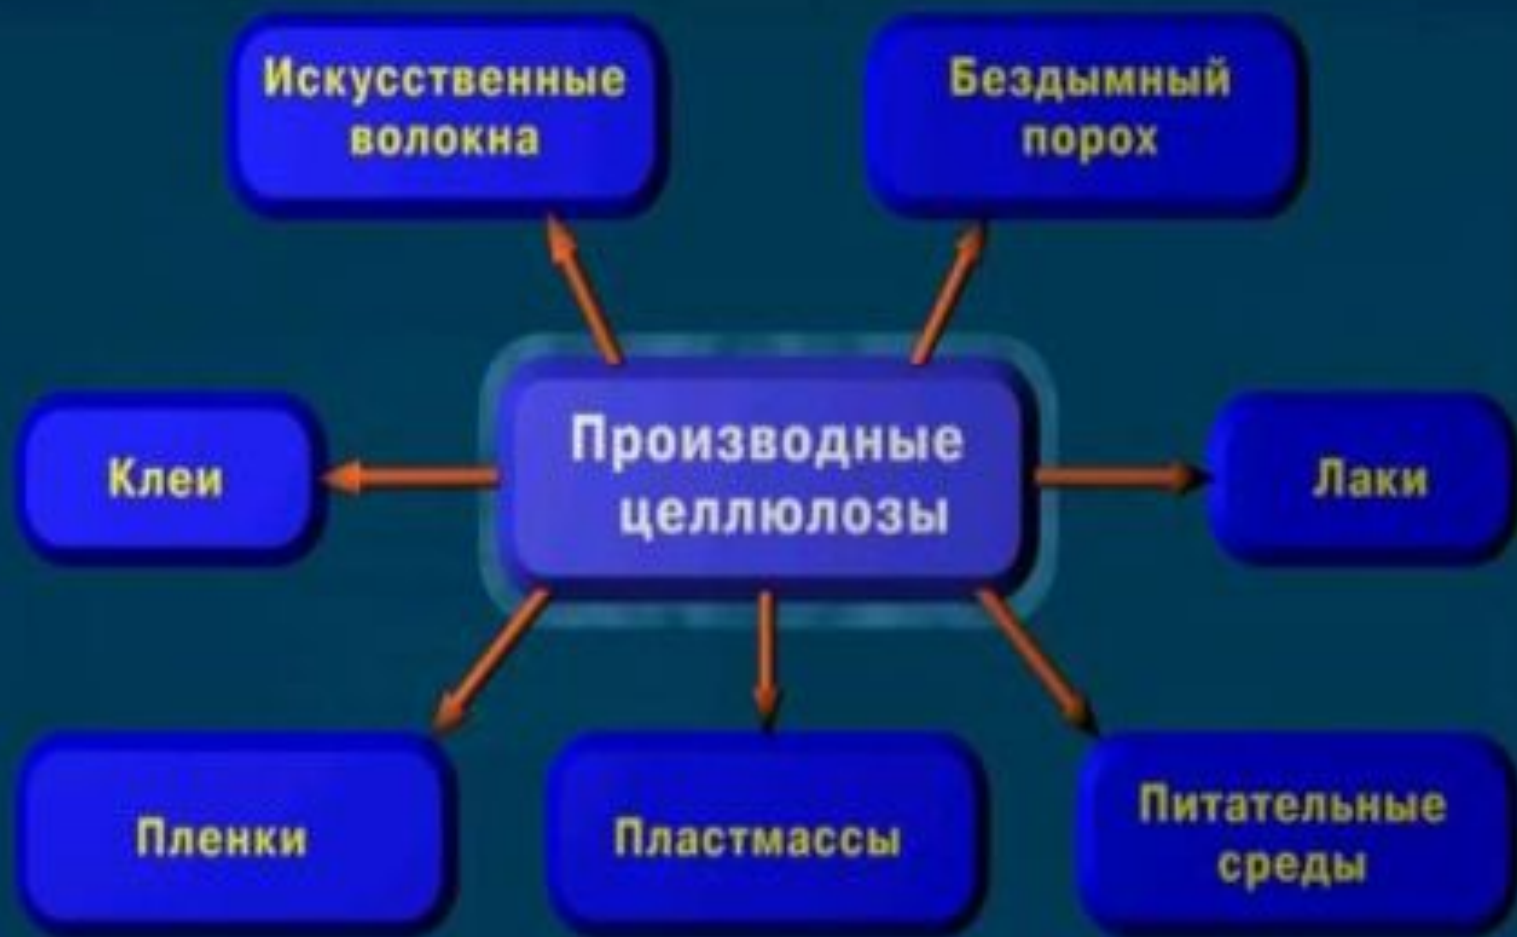 Искусственные
волокна
Бездымный
порох
Клеи
Производные
целлюлозы
Лаки
Пленки
Пластмассы
Питательные
среды